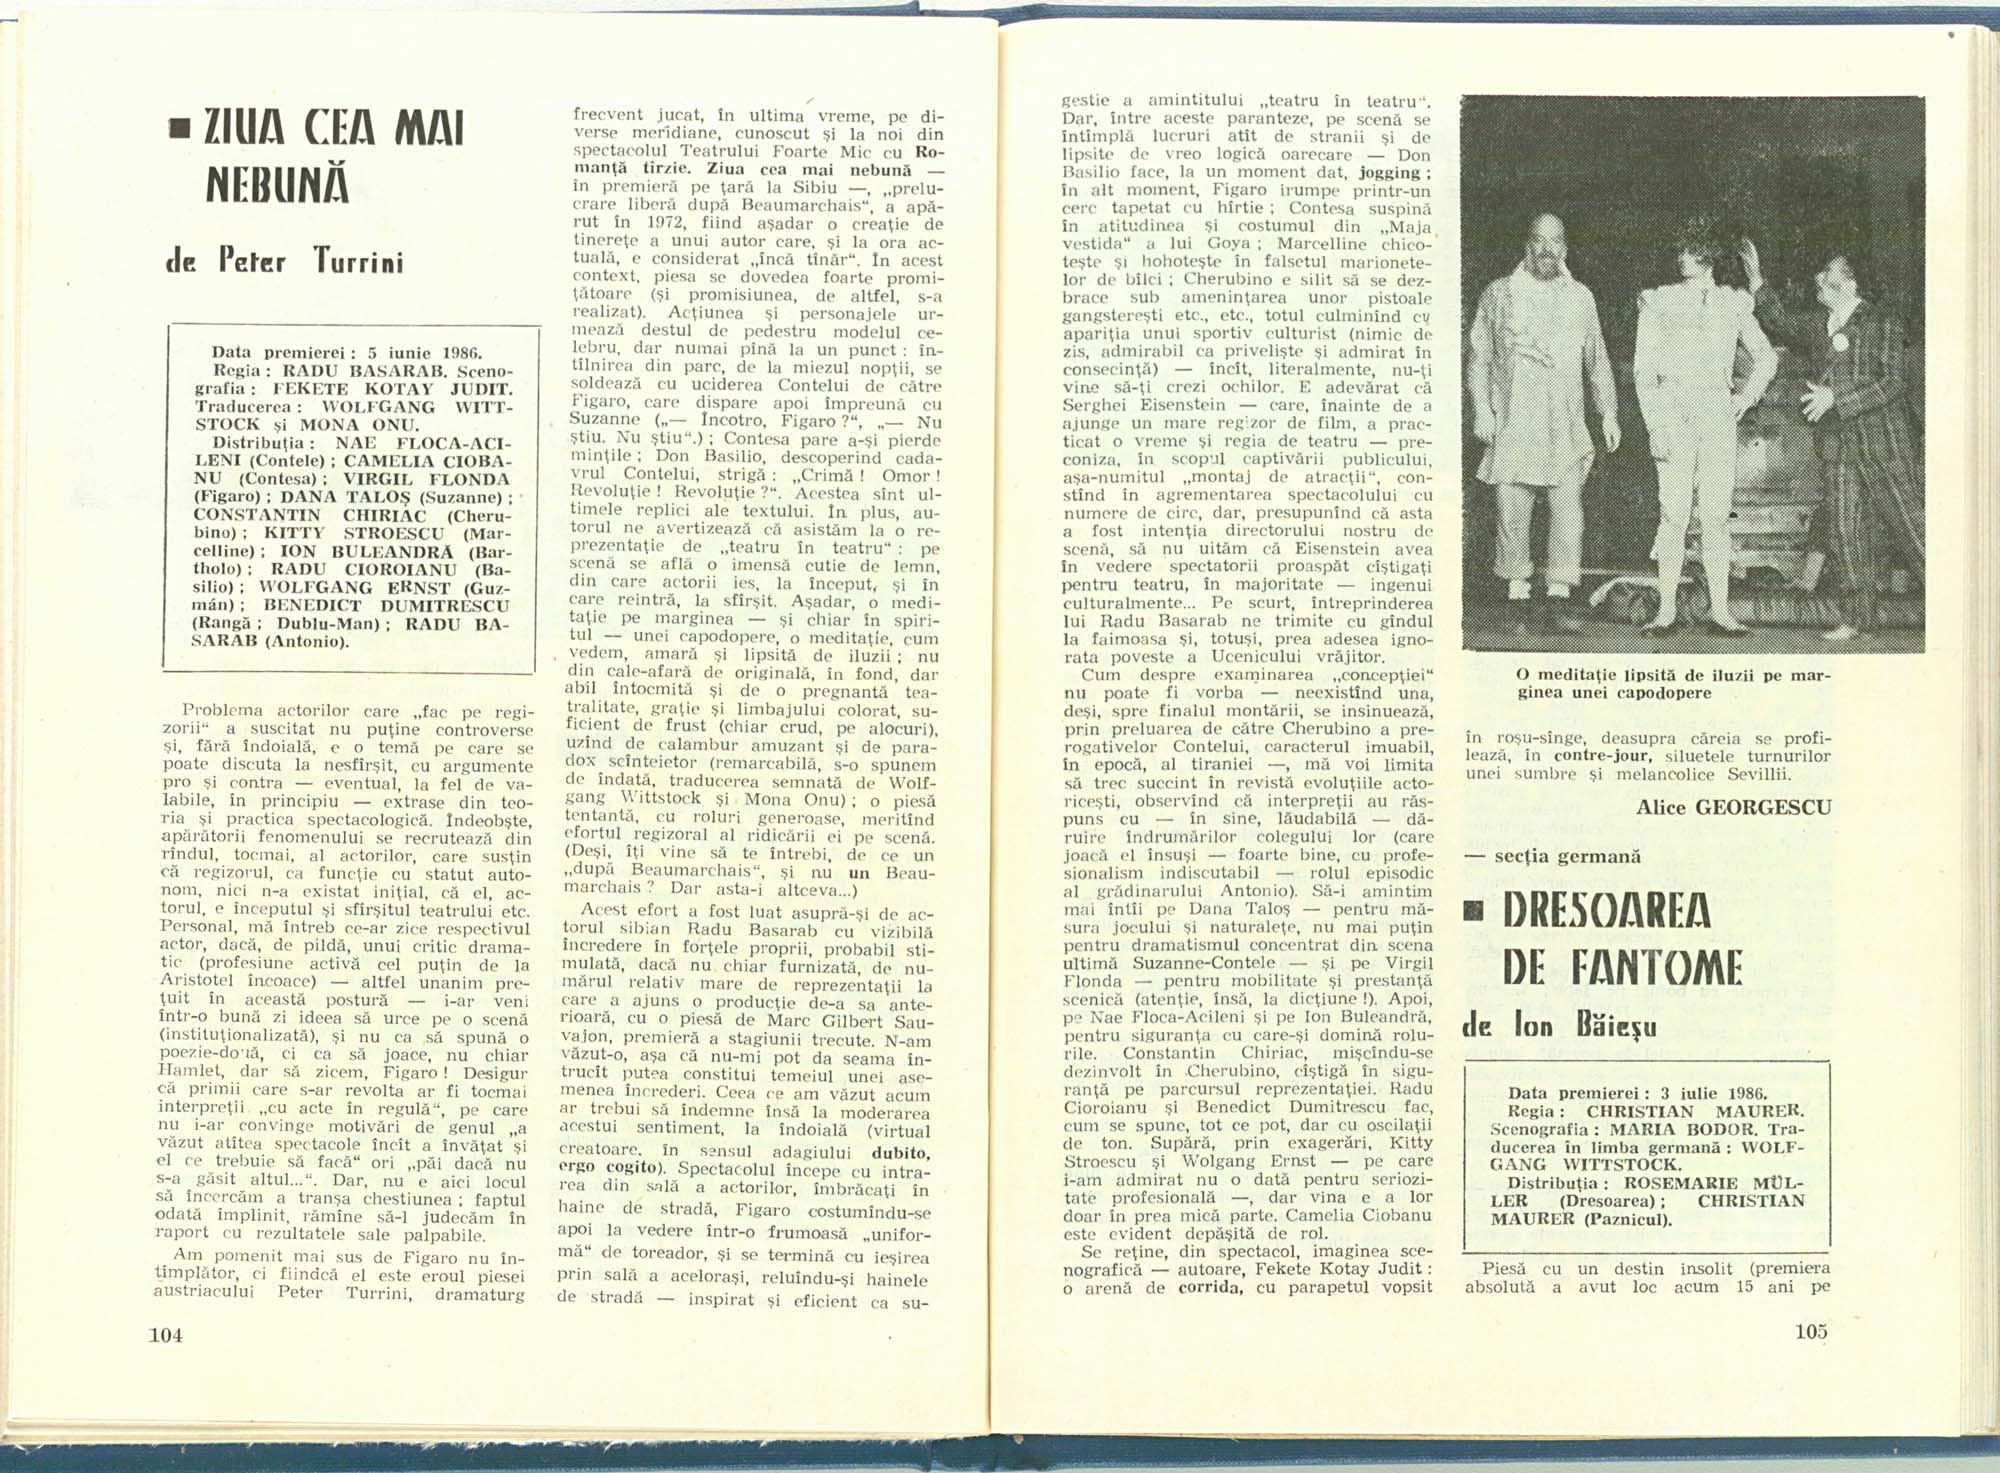 ■ ZIUA CEA MAI
NEBUNĂ
de Peter Turrini
Data premierei : 5 iunie 1986.
Regia : RADU BASARAB. Sceno-
grafia : FEKETE KOTAY JUDIT.
Traducerea : WOLFGANG WITT-
STOCK și MONA ONU.
Distribuția : NAE FLOCA-ACI-
LENI (Contele) ; CAMELIA CIOBA-
NU (Contesa) ; VIRGIL FLONDA
(Figaro) ; DANA TALOȘ (Suzanne) ;
CONSTANTIN CHIRIAC (Cheru-
bino) ; KITTY STROESCU (Mar-
celline) ; ION BULEANDRĂ (Bar-
tholo) ; RADU CIOROIANU (Ba-
silio) ; WOLFGANG ERNST (Guz-
mán) ; BENEDICT DUMITRESCU
(Rangă ; Dublu-Man) ; RADU BA-
SARAB (Antonio).
Problema actorilor care „fac pe regi-
zorii“ a suscitat nu puține controverse
și, fără îndoială, e o temă pe care se
poate discuta la nesfîrșit, cu argumente
pro și contra — eventual, la fel de va-
labile, în principiu — extrase din teo-
ria și practica spectacologică. Îndeobște,
apărătorii fenomenului se recrutează din
rîndul, tocmai, al actorilor, care susțin
că regizorul, ca funcție cu statut auto-
nom, nici n-a existat inițial, că el, ac-
torul, e începutul și sfîrșitul teatrului etc.
Personal, mă întreb ce-ar zice respectivul
actor, dacă, de pildă, unui critic drama-
tic (profesiune activă cel puțin de la
Aristotel încoace) — altfel unanim pre-
țuit în această postură — i-ar veni
într-o bună zi ideea să urce pe o scenă
(instituționalizată), și nu ca să spună o
poezie-două, ci ca să joace, nu chiar
Hamlet, dar să zicem, Figaro ! Desigur
că primii care s-ar revolta ar fi tocmai
interpreții „cu acte în regulă“, pe care
nu i-ar convinge motivări de genul „a
văzut atîtea spectacole încît a învățat și
el ce trebuie să facă“ ori „păi dacă nu
s-a găsit altul...“. Dar, nu e aici locul
să încercăm a tranșa chestiunea ; faptul
odată împlinit, rămîne să-l judecăm în
raport cu rezultatele sale palpabile.
Am pomenit mai sus de Figaro nu în-
tîmplător, ci fiindcă el este eroul piesei
austriacului Peter Turrini, dramaturg
104
frecvent jucat, în ultima vreme, pe di-
verse meridiane, cunoscut și la noi din
spectacolul Teatrului Foarte Mic cu Ro-
manță tîrzie. Ziua cea mai nebună —
în premieră pe țară la Sibiu —, „prelu-
crare liberă după Beaumarchais“, a apă-
rut în 1972, fiind așadar o creație de
tinerețe a unui autor care, și la ora ac-
tuală, e considerat „încă tînăr“. În acest
context, piesa se dovedea foarte promi-
țătoare (și promisiunea, de altfel, s-a
realizat). Acțiunea și personajele ur-
mează destul de pedestru modelul ce-
lebru, dar numai pînă la un punct : în-
tîlnirea din parc, de la miezul nopții, se
soldează cu uciderea Contelui de către
Figaro, care dispare apoi împreună cu
Suzanne („— Încotro, Figaro ?“, „— Nu
știu. Nu știu“.) ; Contesa pare a-și pierde
mințile ; Don Basilio, descoperind cada-
vrul Contelui, strigă : „Crimă ! Omor !
Revoluție ! Revoluție ?“. Acestea sînt ul-
timele replici ale textului. În plus, au-
torul ne avertizează că asistăm la o re-
prezentație de „teatru în teatru“ : pe
scenă se află o imensă cutie de lemn,
din care actorii ies, la început, și în
care reintră, la sfîrșit. Așadar, o medi-
tație pe marginea — și chiar în spiri-
tul — unei capodopere, o meditație, cum
vedem, amară și lipsită de iluzii ; nu
din cale-afară de originală, în fond, dar
abil întocmită și de o pregnantă tea-
tralitate, grație și limbajului colorat, su-
ficient de frust (chiar crud, pe alocuri),
uzînd de calambur amuzant și de para-
dox scînteietor (remarcabilă, s-o spunem
de îndată, traducerea semnată de Wolf-
gang Wittstock și Mona Onu) ; o piesă
tentantă, cu roluri generoase, meritînd
efortul regizoral al ridicării ei pe scenă.
(Deși, îți vine să te întrebi, de ce un
„după Beaumarchais“, și nu un Beau-
marchais ? Dar asta-i altceva...)
Acest efort a fost luat asupră-și de ac-
torul sibian Radu Basarab cu vizibilă
încredere în forțele proprii, probabil sti-
mulată, dacă nu chiar furnizată, de nu-
mărul relativ mare de reprezentații la
care a ajuns o producție de-a sa ante-
rioară, cu o piesă de Marc Gilbert Sau-
vajon, premieră a stagiunii trecute. N-am
văzut-o, așa că nu-mi pot da seama în-
trucît putea constitui temeiul unei ase-
menea încrederi. Ceea ce am văzut acum
ar trebui să îndemne însă la moderarea
acestui sentiment, la îndoială (virtual
creatoare, în sensul adagiului dubito,
ergo cogito). Spectacolul începe cu intra-
rea din sală a actorilor, îmbrăcați în
haine de stradă, Figaro costumîndu-se
apoi la vedere într-o frumoasă „unifor-
mă“ de toreador, și se termină cu ieșirea
prin sală a acelorași, reluîndu-și hainele
de stradă — inspirat și eficient ca su-
gestie a amintitului „teatru în teatru“.
Dar, între aceste paranteze, pe scenă se
întîmplă lucruri atît de stranii și de
lipsite de vreo logică oarecare — Don
Basilio face, la un moment dat, jogging ;
în alt moment, Figaro irumpe printr-un
cerc tapetat cu hîrtie ; Contesa suspină
în atitudinea și costumul din „Maja
vestida“ a lui Goya ; Marcelline chico-
tește și hohotește în falsetul marionete-
lor de bîlci ; Cherubino e silit să se dez-
brace sub amenințarea unor pistoale
gangsterești etc., etc., totul culminînd cu
apariția unui sportiv culturist (nimic de
zis, admirabil ca priveliște și admirat în
consecință) — încît, literalmente, nu-ți
vine să-ți crezi ochilor. E adevărat că
Serghei Eisenstein — care, înainte de a
ajunge un mare regizor de film, a prac-
ticat o vreme și regia de teatru — pre-
coniza, în scopul captivării publicului,
așa-numitul „montaj de atracții“, con-
stînd în agrementarea spectacolului cu
numere de circ, dar, presupunînd că asta
a fost intenția directorului nostru de
scenă, să nu uităm că Eisenstein avea
în vedere spectatorii proaspăt cîștigați
pentru teatru, în majoritate — ingenui
culturalmente... Pe scurt, întreprinderea
lui Radu Basarab ne trimite cu gîndul
la faimoasa și, totuși, prea adesea igno-
rata poveste a Ucenicului vrăjitor.
Cum despre examinarea „concepției“
nu poate fi vorba — neexistînd una,
deși, spre finalul montării, se insinuează,
prin preluarea de către Cherubino a pre-
rogativelor Contelui, caracterul imuabil,
în epocă, al tiraniei —, mă voi limita
să trec succint în revistă evoluțiile acto-
ricești, observînd că interpreții au răs-
puns cu — în sine, lăudabilă — dă-
ruire îndrumărilor colegului lor (care
joacă el însuși — foarte bine, cu profe-
sionalism indiscutabil — rolul episodic
al grădinarului Antonio). Să-i amintim
mai întîi pe Dana Taloș — pentru mă-
sura jocului și naturalețe, nu mai puțin
pentru dramatismul concentrat din scena
ultimă Suzanne-Contele — și pe Virgil
Flonda — pentru mobilitate și prestanță
scenică (atenție, însă, la dicțiune !). Apoi,
pe Nae Floca-Acileni și pe Ion Buleandră,
pentru siguranța cu care-și domină rolu-
rile. Constantin Chiriac, mișcîndu-se
dezinvolt în Cherubino, cîștigă în sigu-
ranță pe parcursul reprezentației. Radu
Cioroianu și Benedict Dumitrescu fac,
cum se spune, tot ce pot, dar cu oscilații
de ton. Supără, prin exagerări, Kitty
Stroescu și Wolgang Ernst — pe care
i-am admirat nu o dată pentru seriozi-
tate profesională —, dar vina e a lor
doar în prea mică parte. Camelia Ciobanu
este evident depășită de rol.
Se reține, din spectacol, imaginea sce-
nografică — autoare, Fekete Kotay Judit :
o arenă de corrida, cu parapetul vopsit
O meditație lipsită de iluzii pe mar-
ginea unei capodopere
în roșu-sînge, deasupra căreia se profi-
lează, în contre-jour, siluetele turnurilor
unei sumbre și melancolice Sevillii.
Alice GEORGESCU
— secția germană
■ DRESOAREA
DE FANTOME
de Ion Băieșu
Data premierei : 3 iulie 1986.
Regia : CHRISTIAN MAURER.
Scenografia : MARIA BODOR. Tra-
ducerea în limba germană : WOLF-
GANG WITTSTOCK.
Distribuția : ROSEMARIE MÜL-
LER (Dresoarea) ; CHRISTIAN
MAURER (Paznicul).
Piesă cu un destin insolit (premiera
absolută a avut loc acum 15 ani pe
105